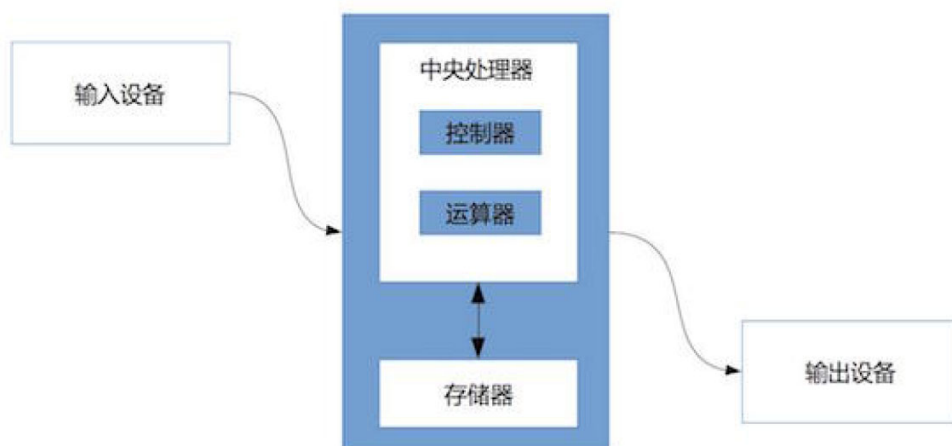 输入设备
中央处理器
控制器
运算器
存储器
输出设备